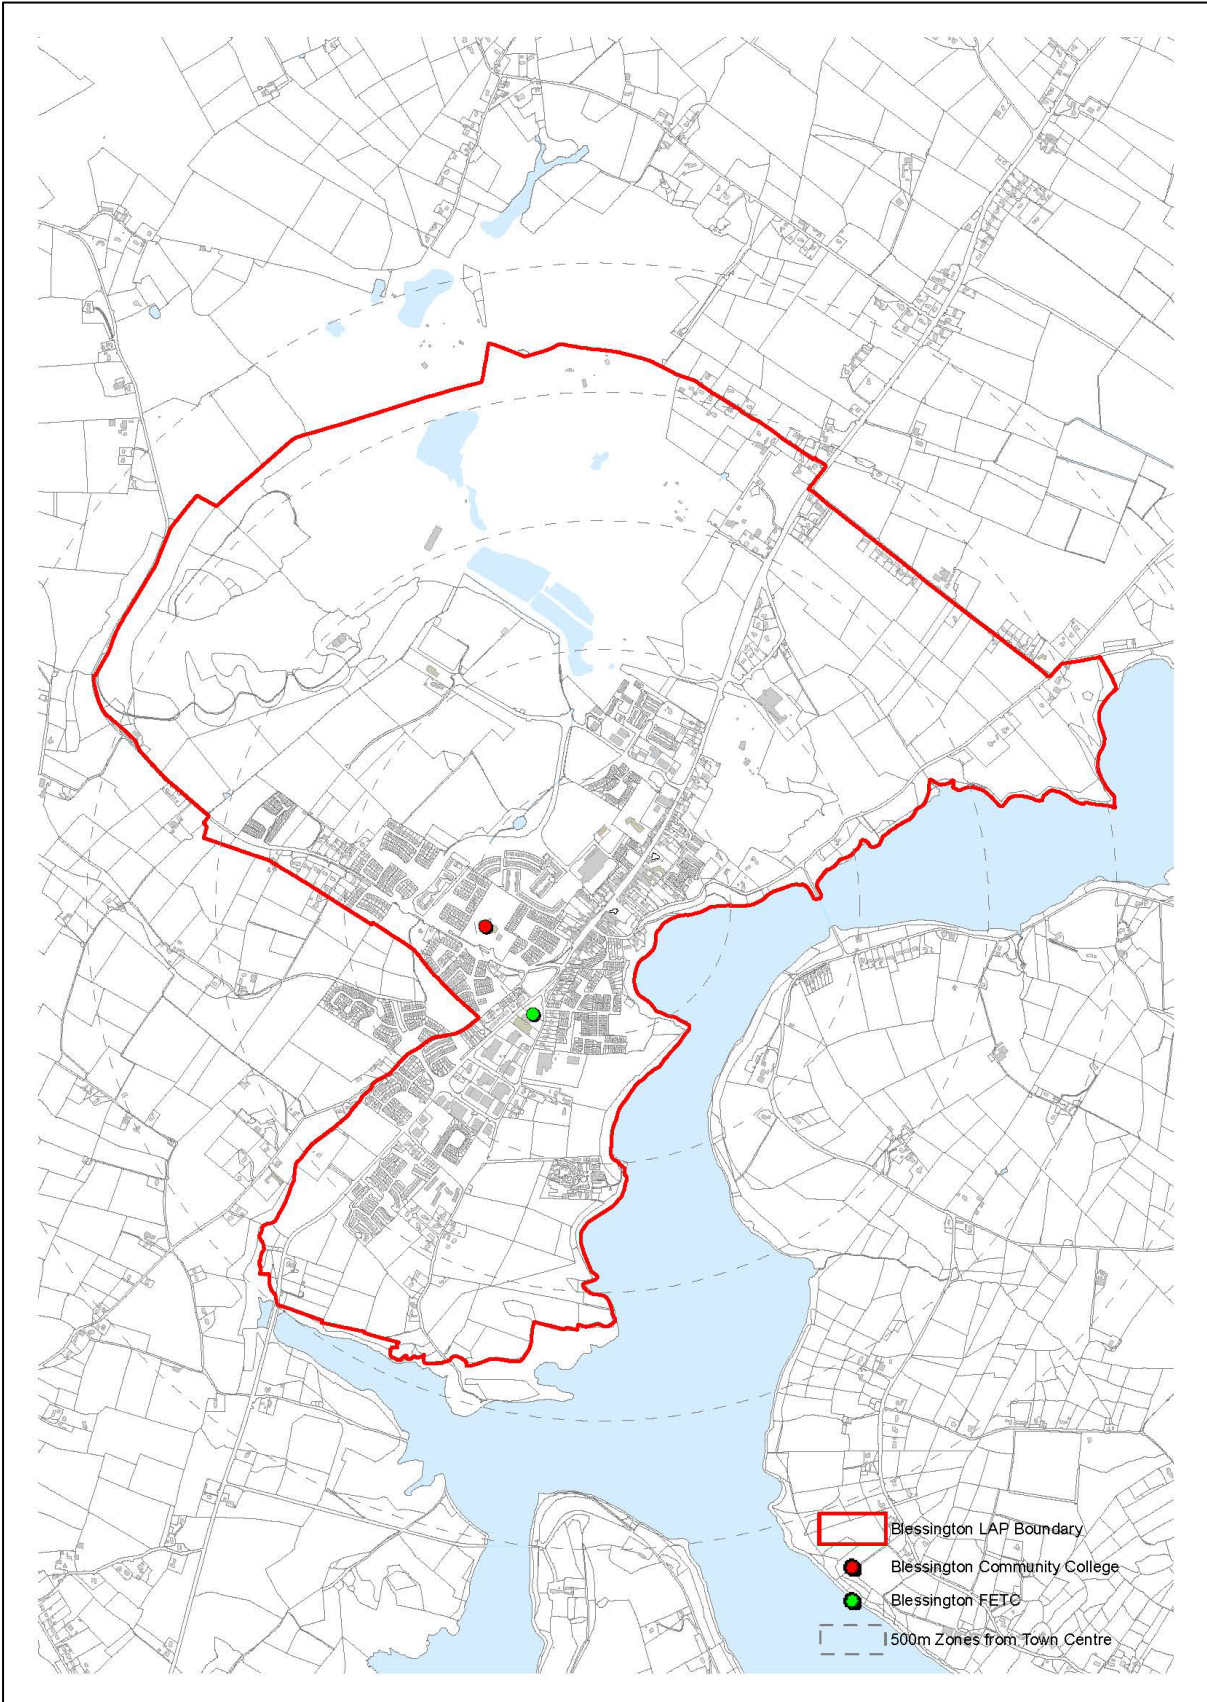 Blessington LAP Boundary
Blessington Community College
Blessington FETC
500m Zones from Town Centre